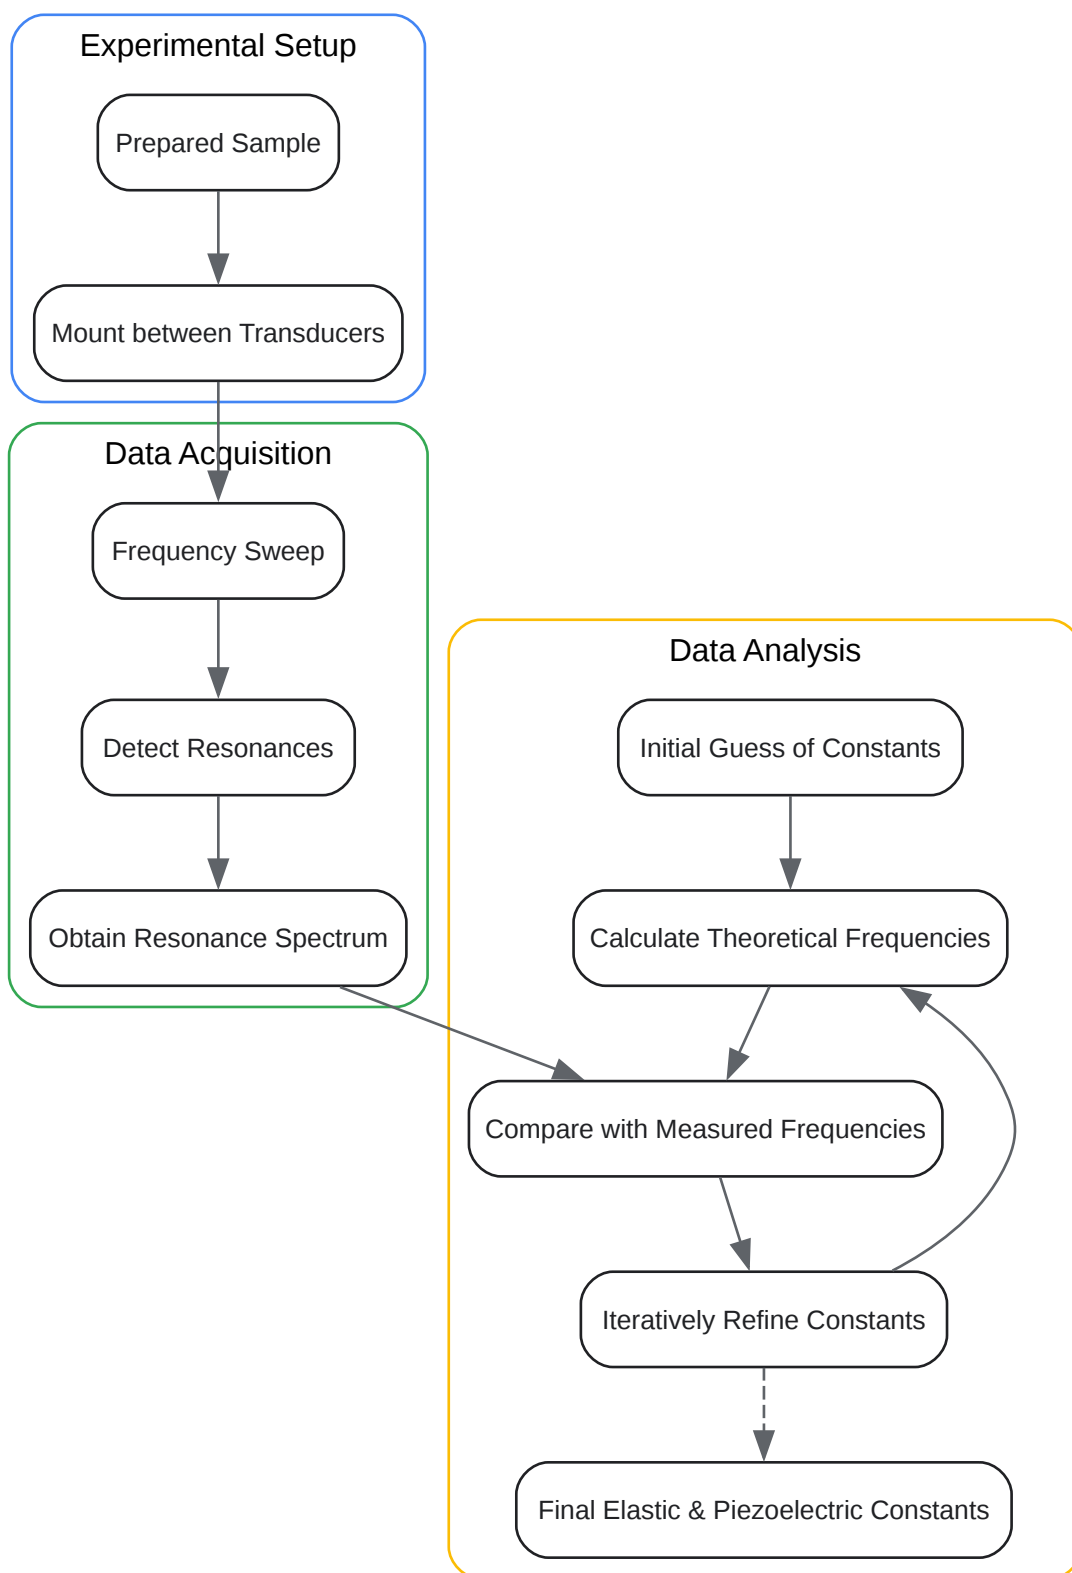 Experimental Setup
Prepared Sample
Mount between Transducers
Data Acquisition
Frequency Sweep
Detect Resonances
Obtain Resonance Spectrum
Data Analysis
Initial Guess of Constants
Calculate Theoretical Frequencies
Compare with Measured Frequencies
Iteratively Refine Constants
Final Elastic & Piezoelectric Constants